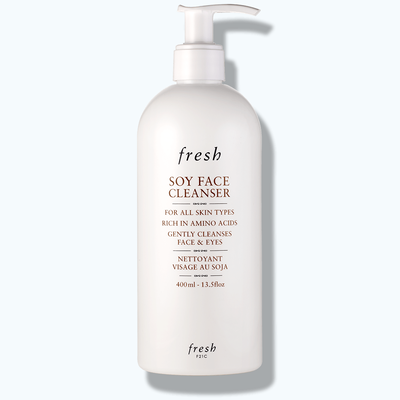 fresh
SOY FACE
CLEANSER
FOR ALL SKIN TYPES
RICH IN AMINO ACIDS
GENTLY CLEANSES
FACE & EYES
NETTOYANT
VISAGE AU SOJA
400ml - 13.5floz
fresh
F21C